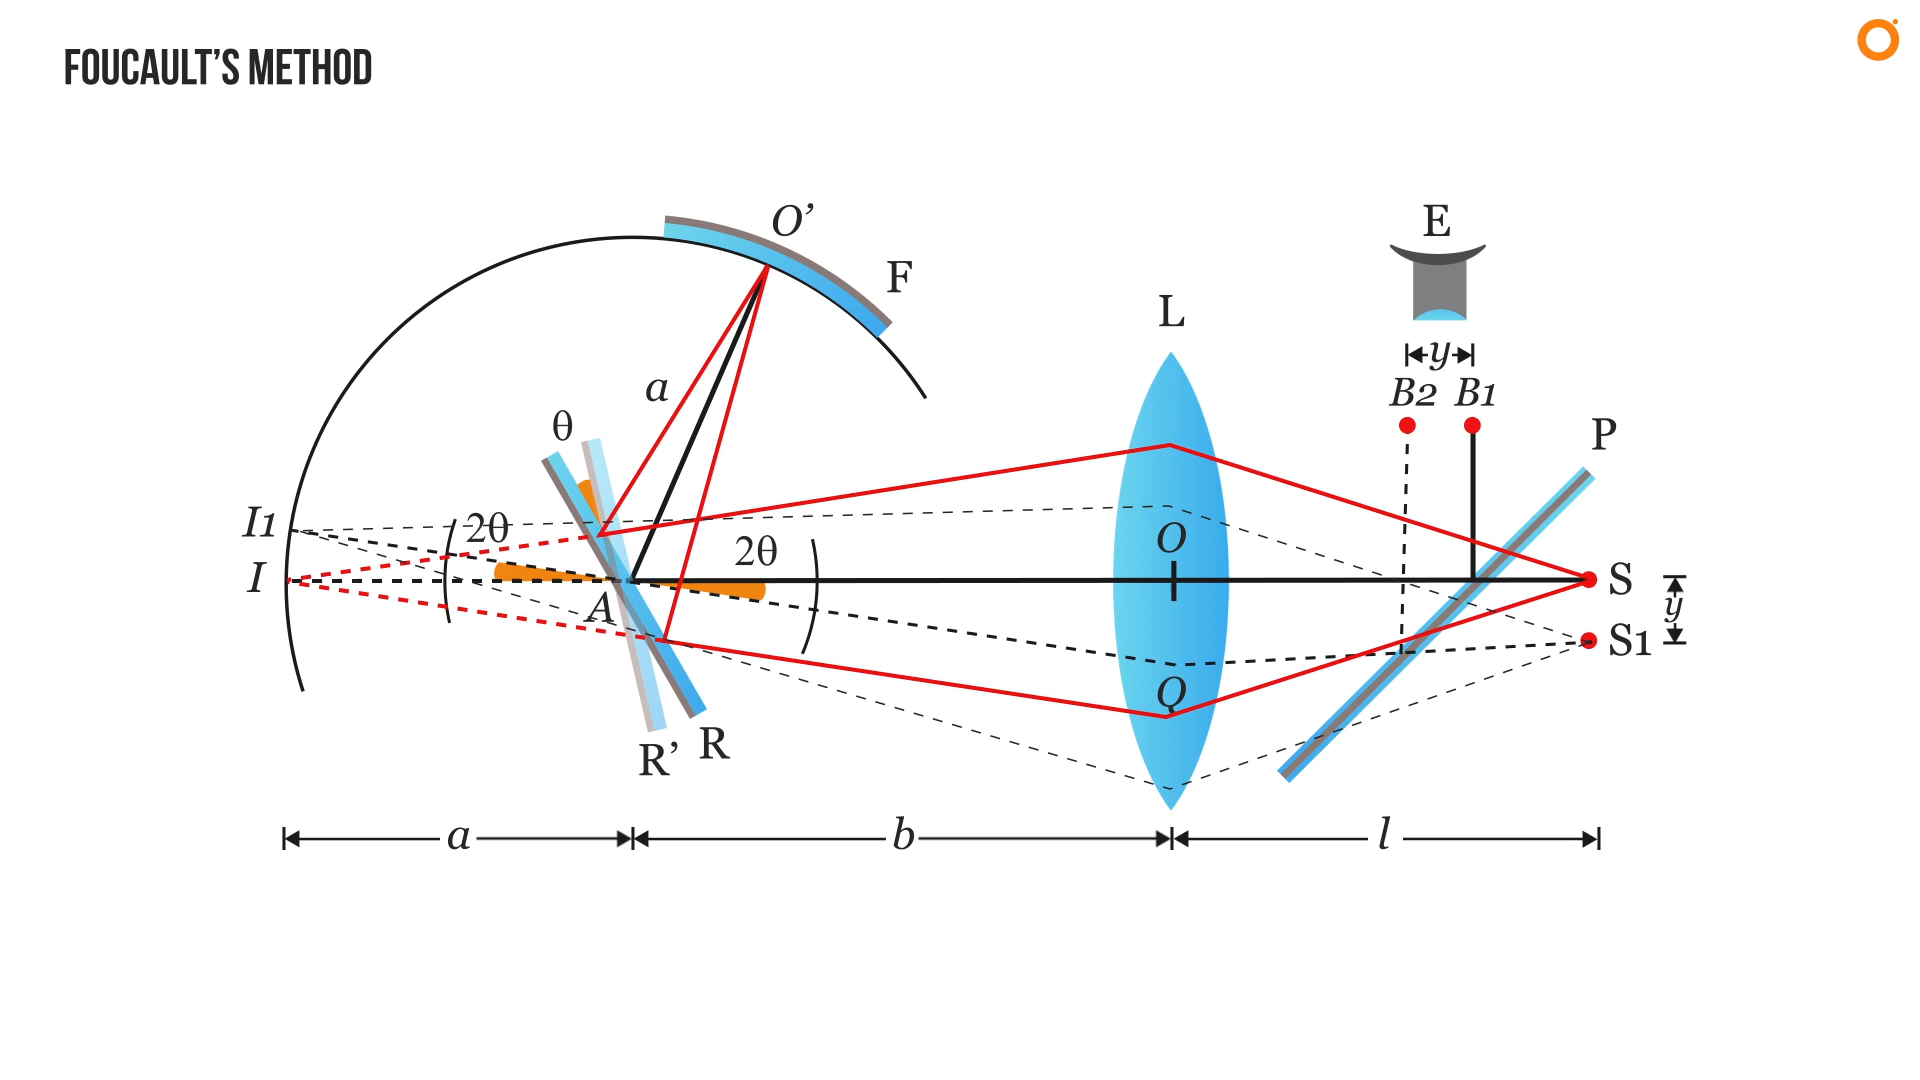 FOUCAULT’S METHOD
O’
E
F
L
y
a
B2 B1
θ
P
I1
2θ
O
2θ
I
S
A
y
S1
Q
R’ R
a
b
l